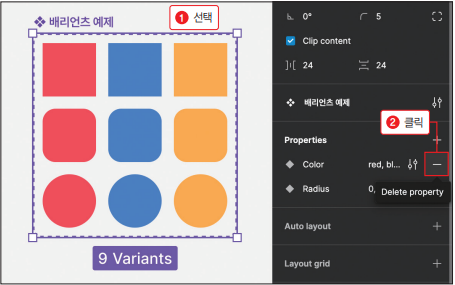 배리언츠 예제
1 선택
9 Variants
0°
5
Clip content
24
24
배리언츠 예제
2 클릭
Properties
Color red, bl...
Radius 0,
Delete property
Auto layout
Layout grid